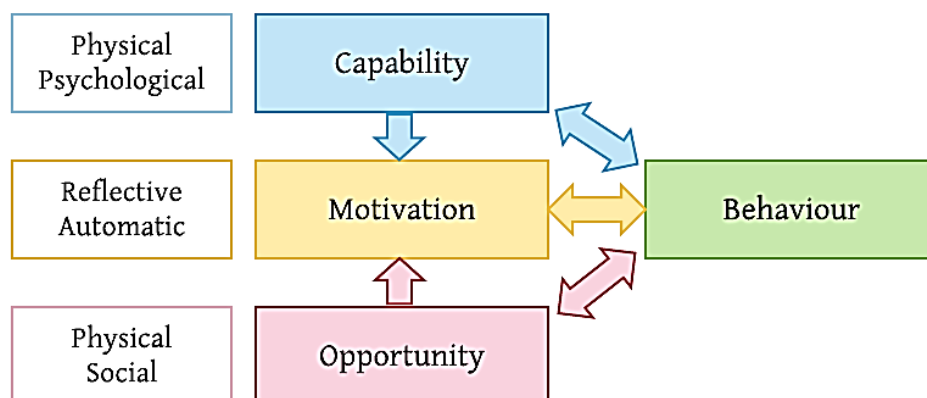 Physical
Psychological
Capability
Reflective
Automatic
Motivation
Behaviour
Physical
Social
Opportunity